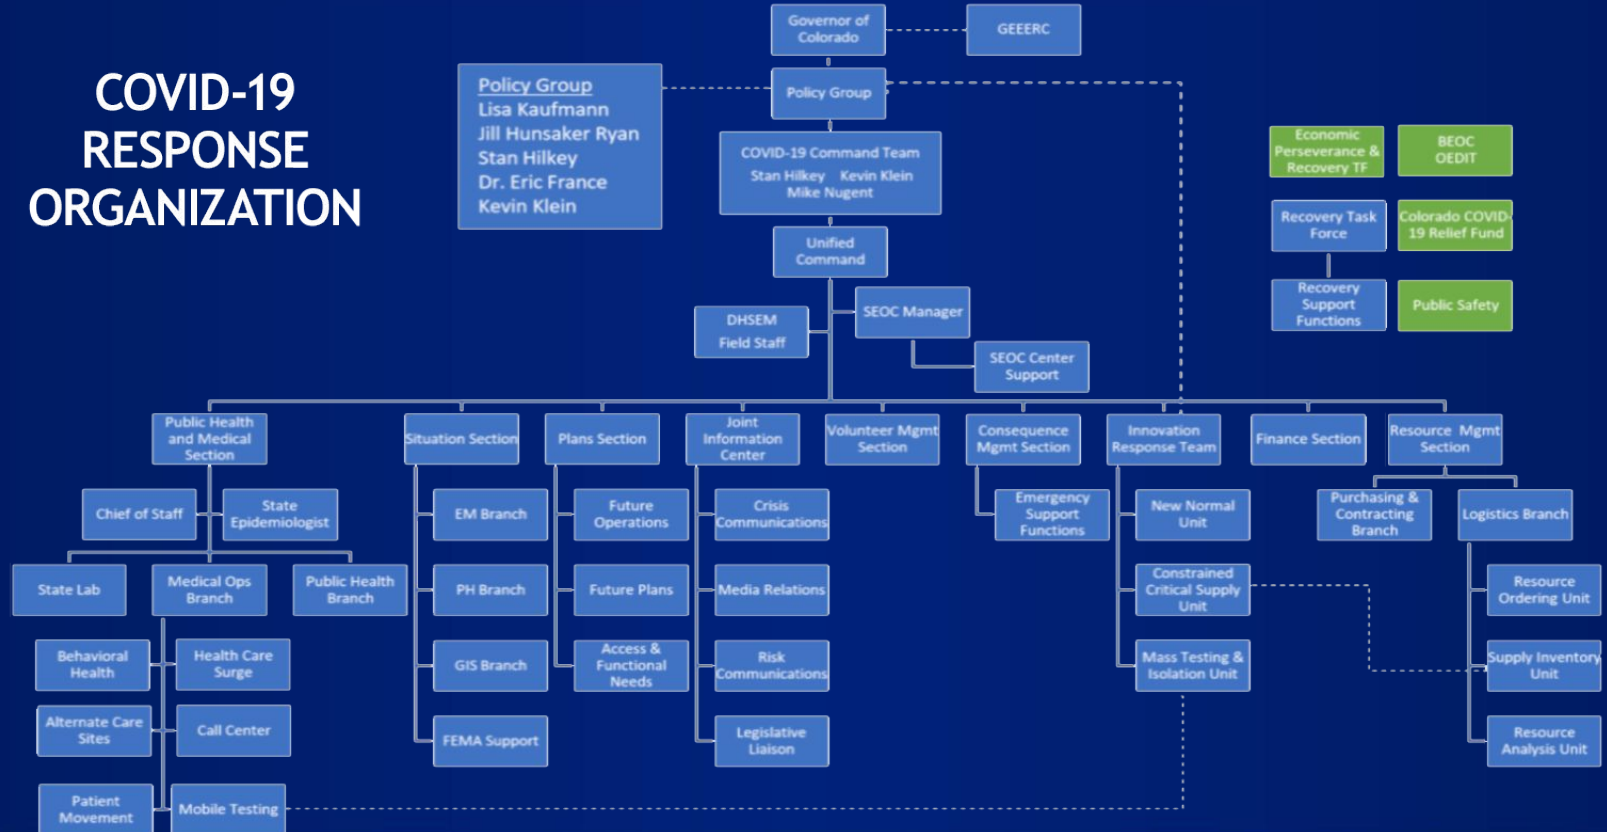 COVID-19
RESPONSE
ORGANIZATION
Governor of
Colorado
GEEERC
Policy Group
Lisa Kaufmann
Jill Hunsaker Ryan
Stan Hilkey
Dr. Eric France
Kevin Klein
Policy Group
COVID-19 Command Team
Stan Hilkey Kevin Klein
Mike Nugent
Unified
Command
Economic
Perseverance &
Recovery TF
BEOC
OEDIT
Recovery Task
Force
Colorado COVID-
19 Relief Fund
Recovery
Support
Functions
Public Safety
DHSEM
Field Staff
SEOC Manager
SEOC Center
Support
Public Health
and Medical
Section
Situation Section
Plans Section
Joint
Information
Center
Volunteer Mgmt
Section
Consequence
Mgmt Section
Innovation
Response Team
Finance Section
Resource Mgmt
Section
Chief of Staff
State
Epidemiologist
State Lab
Medical Ops
Branch
Public Health
Branch
Behavioral
Health
Health Care
Surge
Alternate Care
Sites
Call Center
Patient
Movement
Mobile Testing
EM Branch
PH Branch
GIS Branch
FEMA Support
Future
Operations
Future Plans
Access &
Functional
Needs
Crisis
Communications
Media Relations
Risk
Communications
Legislative
Liaison
Emergency
Support
Functions
New Normal
Unit
Constrained
Critical Supply
Unit
Mass Testing &
Isolation Unit
Purchasing &
Contracting
Branch
Logistics Branch
Resource
Ordering Unit
Supply Inventory
Unit
Resource
Analysis Unit